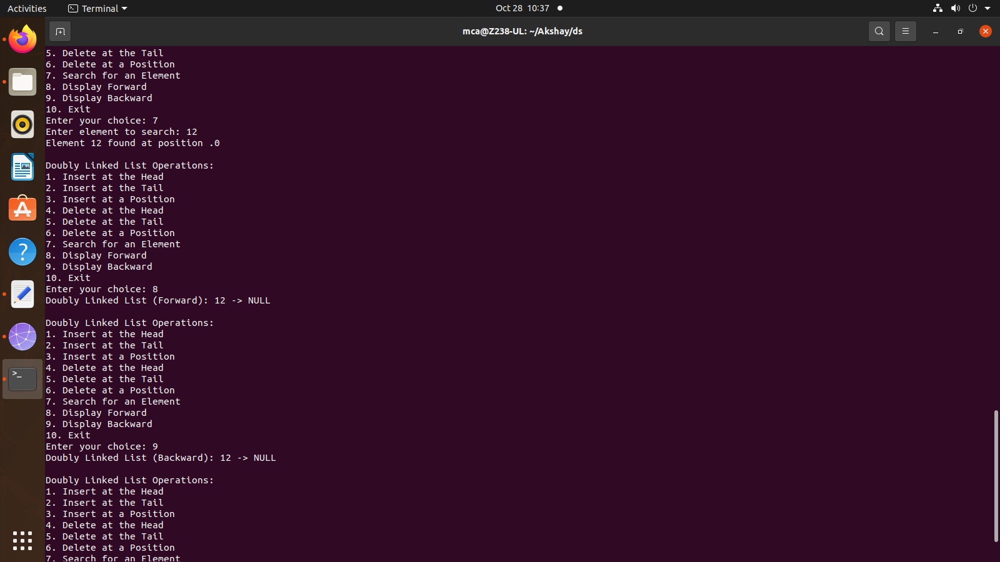 Activities
Terminal
Oct 28 10:37
mca@Z238-UL: ~/Akshay/ds
5. Delete at the Tail
6. Delete at a Position
7. Search for an Element
8. Display Forward
9. Display Backward
10. Exit
Enter your choice: 7
Enter element to search: 12
Element 12 found at position .0
Doubly Linked List Operations:
1. Insert at the Head
2. Insert at the Tail
3. Insert at a Position
4. Delete at the Head
5. Delete at the Tail
6. Delete at a Position
7. Search for an Element
8. Display Forward
9. Display Backward
10. Exit
Enter your choice: 8
Doubly Linked List (Forward): 12 -> NULL
Doubly Linked List Operations:
1. Insert at the Head
2. Insert at the Tail
3. Insert at a Position
4. Delete at the Head
5. Delete at the Tail
6. Delete at a Position
7. Search for an Element
8. Display Forward
9. Display Backward
10. Exit
Enter your choice: 9
Doubly Linked List (Backward): 12 -> NULL
Doubly Linked List Operations:
1. Insert at the Head
2. Insert at the Tail
3. Insert at a Position
4. Delete at the Head
5. Delete at the Tail
6. Delete at a Position
7. Search for an Element